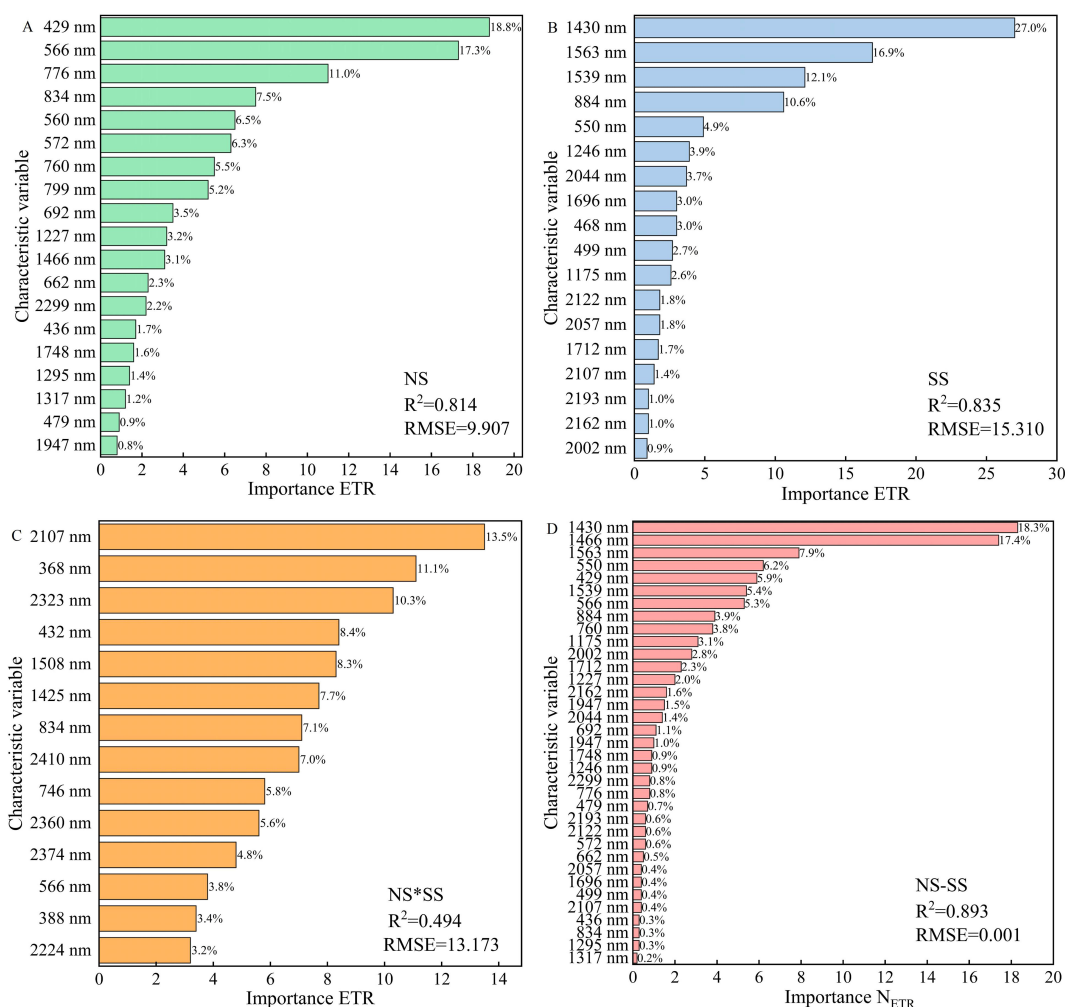 A
Characteristic variable
429 nm 18.8%
566 nm 17.3%
776 nm 11.0%
834 nm 7.5%
560 nm 6.5%
572 nm 6.3%
760 nm 5.5%
799 nm 5.2%
692 nm 3.5%
1227 nm 3.2%
1466 nm 3.1%
662 nm 2.3%
2299 nm 2.2%
436 nm 1.7%
1748 nm 1.6%
1295 nm 1.4%
1317 nm 1.2%
479 nm 0.9%
1947 nm 0.8%
NS
R²=0.814
RMSE=9.907
0 2 4 6 8 10 12 14 16 18 20
Importance ETR
B
Characteristic variable
1430 nm 27.0%
1563 nm 16.9%
1539 nm 12.1%
884 nm 10.6%
550 nm 4.9%
1246 nm 3.9%
2044 nm 3.7%
1696 nm 3.0%
468 nm 3.0%
499 nm 2.7%
1175 nm 2.6%
2122 nm 1.8%
2057 nm 1.8%
1712 nm 1.7%
2107 nm 1.4%
2193 nm 1.0%
2162 nm 1.0%
2002 nm 0.9%
SS
R²=0.835
RMSE=15.310
0 5 10 15 20 25 30
Importance ETR
C
Characteristic variable
2107 nm 13.5%
368 nm 11.1%
2323 nm 10.3%
432 nm 8.4%
1508 nm 8.3%
1425 nm 7.7%
834 nm 7.1%
2410 nm 7.0%
746 nm 5.8%
2360 nm 5.6%
2374 nm 4.8%
566 nm 3.8%
388 nm 3.4%
2224 nm 3.2%
NS*SS
R²=0.494
RMSE=13.173
0 2 4 6 8 10 12 14
Importance ETR
D
Characteristic variable
1430 nm 18.3%
1466 nm 17.4%
1563 nm 7.9%
550 nm 6.2%
429 nm 5.9%
1539 nm 5.4%
566 nm 5.3%
884 nm 3.9%
760 nm 3.8%
1175 nm 3.1%
2002 nm 2.8%
1712 nm 2.3%
1227 nm 2.0%
2162 nm 1.6%
1947 nm 1.5%
2044 nm 1.4%
692 nm 1.1%
1947 nm 1.0%
1748 nm 0.9%
1246 nm 0.9%
2299 nm 0.8%
776 nm 0.8%
479 nm 0.7%
2193 nm 0.6%
2122 nm 0.6%
572 nm 0.6%
662 nm 0.5%
2057 nm 0.4%
1696 nm 0.4%
499 nm 0.4%
2107 nm 0.4%
436 nm 0.3%
834 nm 0.3%
1295 nm 0.3%
1317 nm 0.2%
NS-SS
R²=0.893
RMSE=0.001
0 2 4 6 8 10 12 14 16 18 20
Importance N_ETR